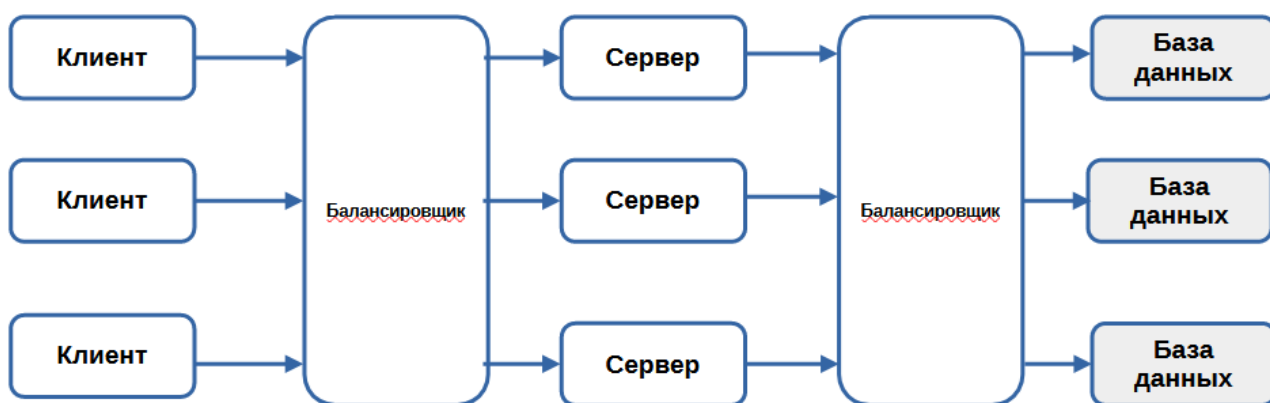 Клиент
Сервер
База
данных
Клиент
Балансировщик
Сервер
Балансировщик
База
данных
Клиент
Сервер
База
данных